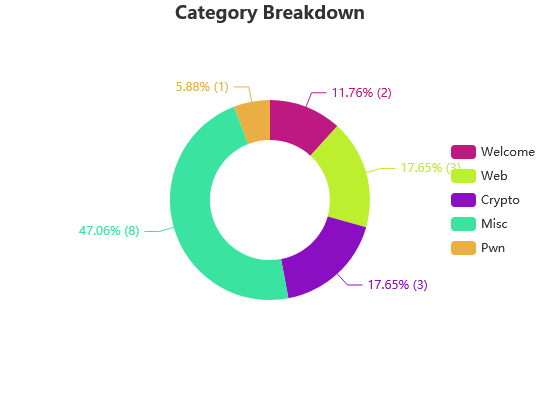 Category Breakdown
5.88% (1)
11.76% (2)
17.65% (3)
47.06% (8)
17.65% (3)
Welcome
Web
Crypto
Misc
Pwn